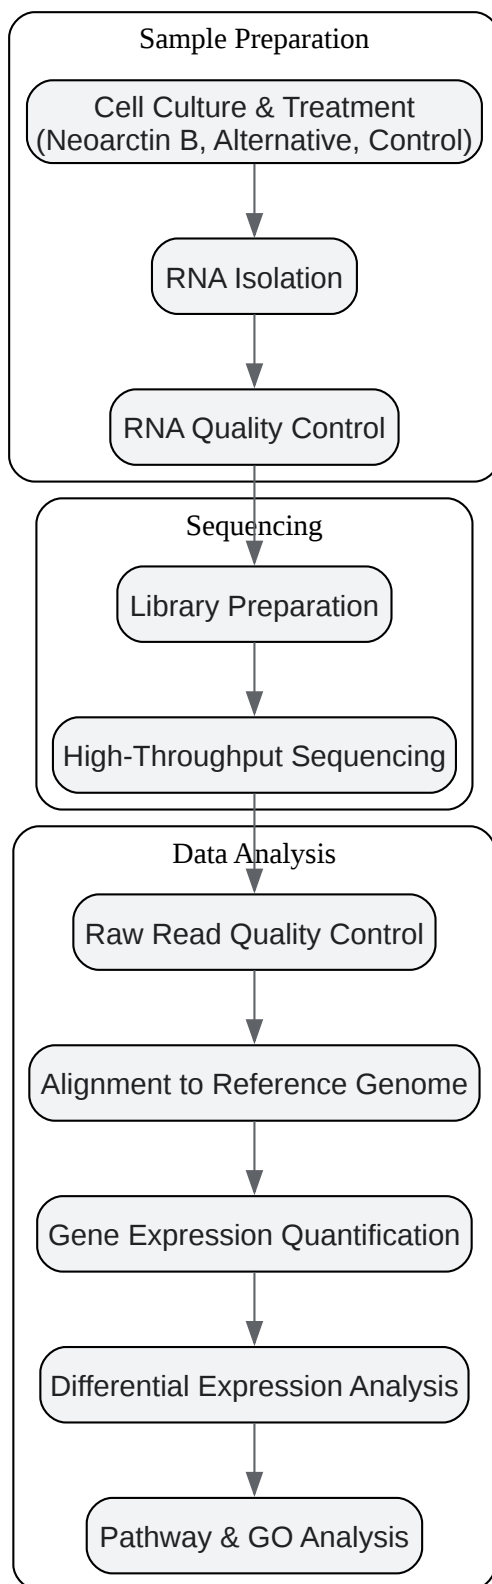 Sample Preparation
Cell Culture & Treatment
(Neoarctin B, Alternative, Control)
RNA Isolation
RNA Quality Control
Sequencing
Library Preparation
High-Throughput Sequencing
Data Analysis
Raw Read Quality Control
Alignment to Reference Genome
Gene Expression Quantification
Differential Expression Analysis
Pathway & GO Analysis